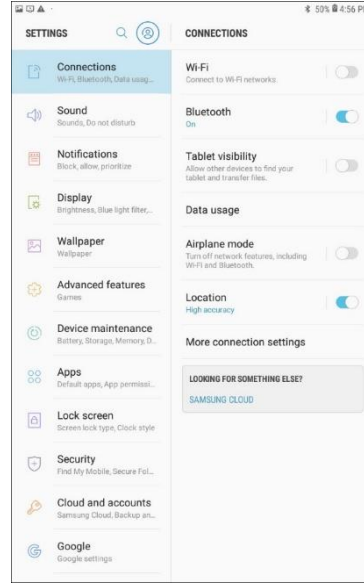 50% 4:56 PM
SETTINGS
Connections
Wi-Fi, Bluetooth, Data usag...
Sound
Sounds, Do not disturb
Notifications
Block, allow, prioritize
Display
Brightness, Blue light filter,...
Wallpaper
Wallpaper
Advanced features
Games
Device maintenance
Battery, Storage, Memory, D...
Apps
Default apps, App permissi...
Lock screen
Screen lock type, Clock style
Security
Find My Mobile, Secure Fol...
Cloud and accounts
Samsung Cloud, Backup an...
Google
Google settings
CONNECTIONS
Wi-Fi
Connect to Wi-Fi networks.
Bluetooth
On
Tablet visibility
Allow other devices to find your
tablet and transfer files.
Data usage
Airplane mode
Turn off network features, including
Wi-Fi and Bluetooth.
Location
High accuracy
More connection settings
LOOKING FOR SOMETHING ELSE?
SAMSUNG CLOUD